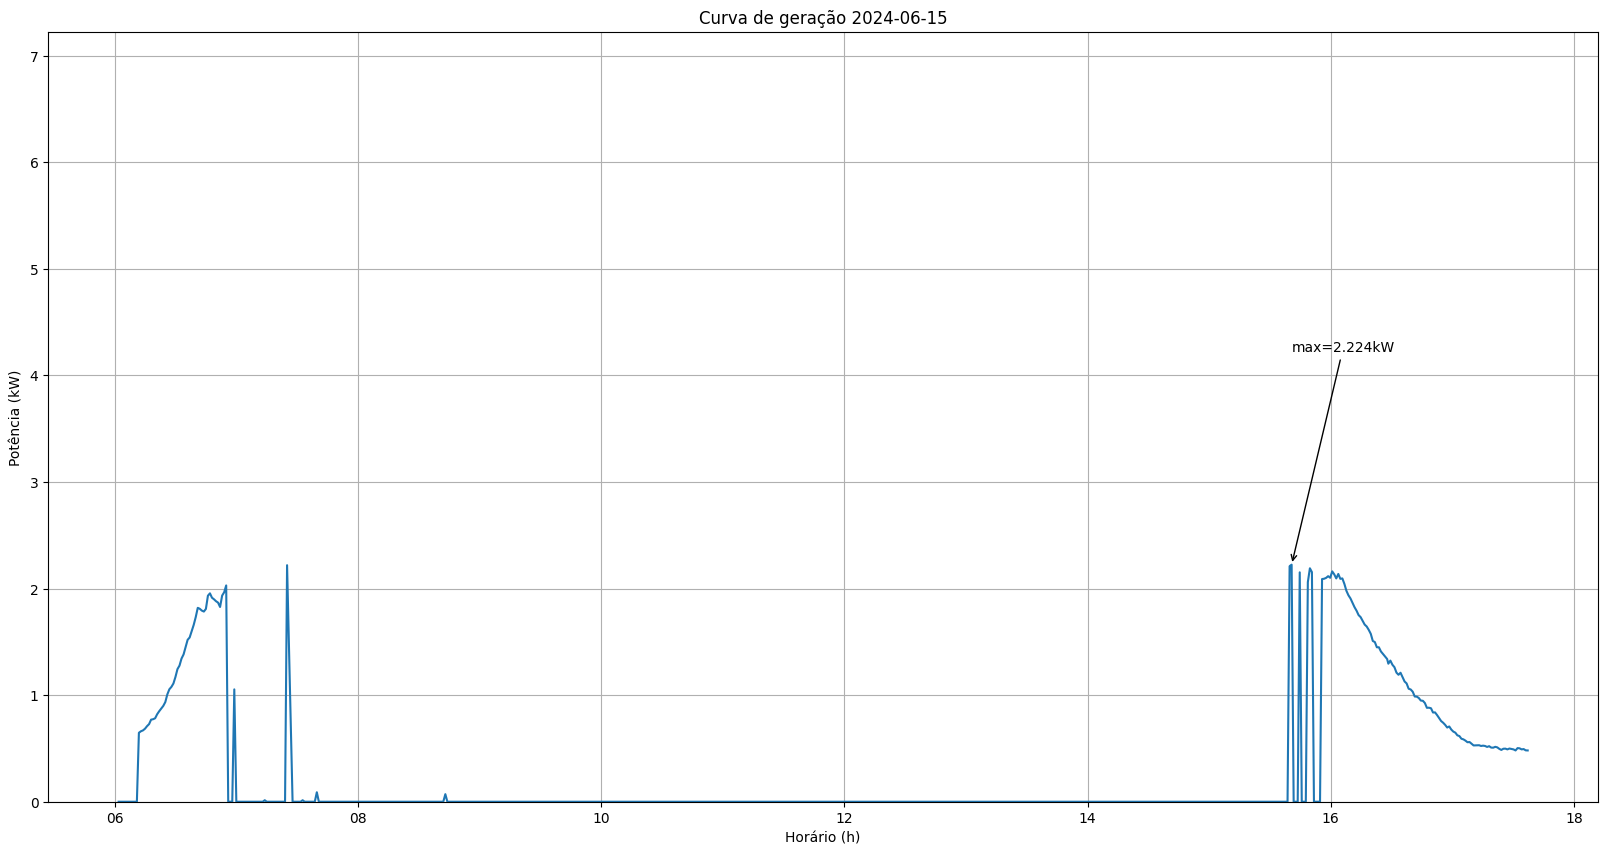 Curva de geração 2024-06-15
7
6
5
4
3
2
1
0
Potência (kW)
max=2.224kW
06 08 10 12 14 16 18
Horário (h)